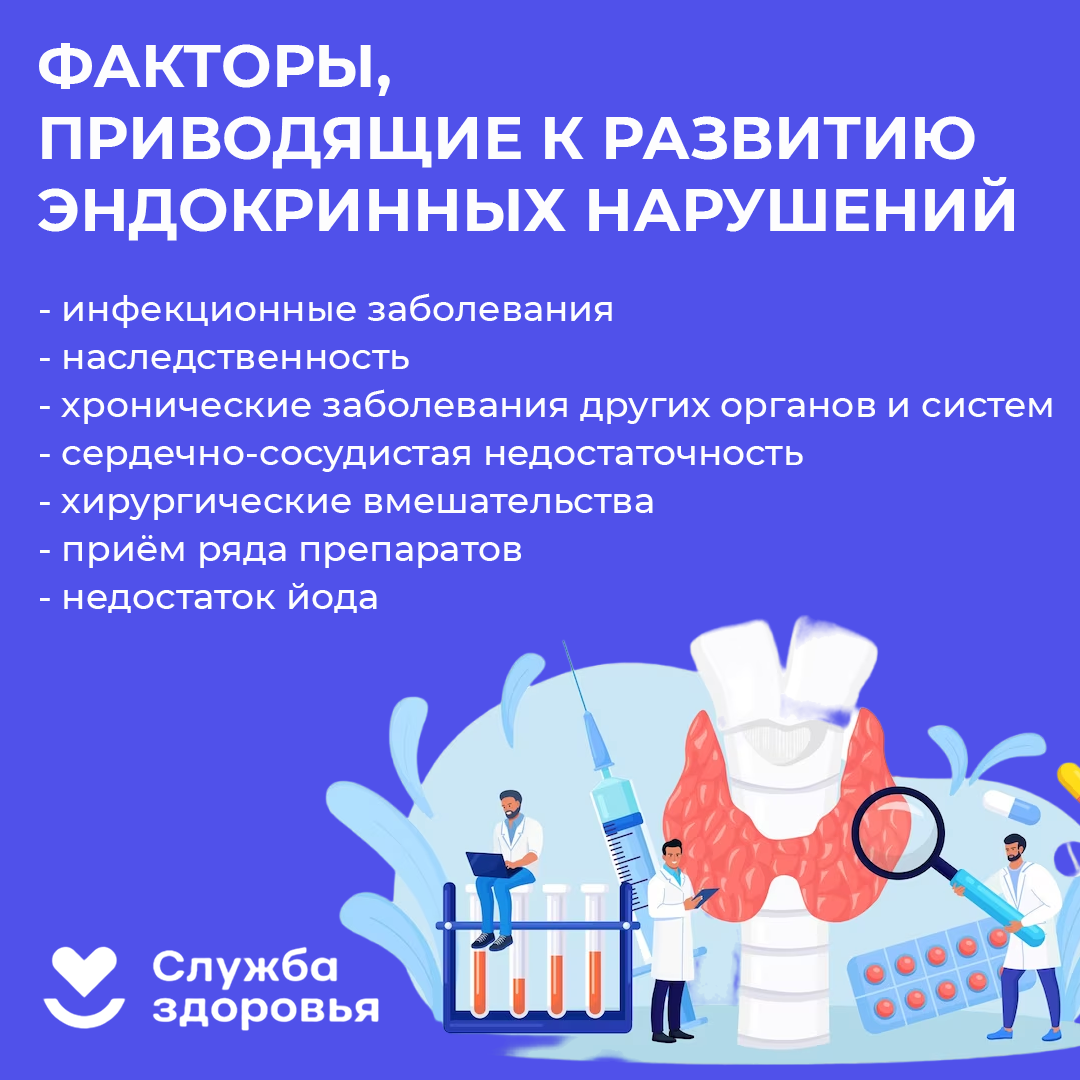 ФАКТОРЫ,
ПРИВОДЯЩИЕ К РАЗВИТИЮ
ЭНДОКРИННЫХ НАРУШЕНИЙ
- инфекционные заболевания
- наследственность
- хронические заболевания других органов и систем
- сердечно-сосудистая недостаточность
- хирургические вмешательства
- приём ряда препаратов
- недостаток йода
Служба
здоровья